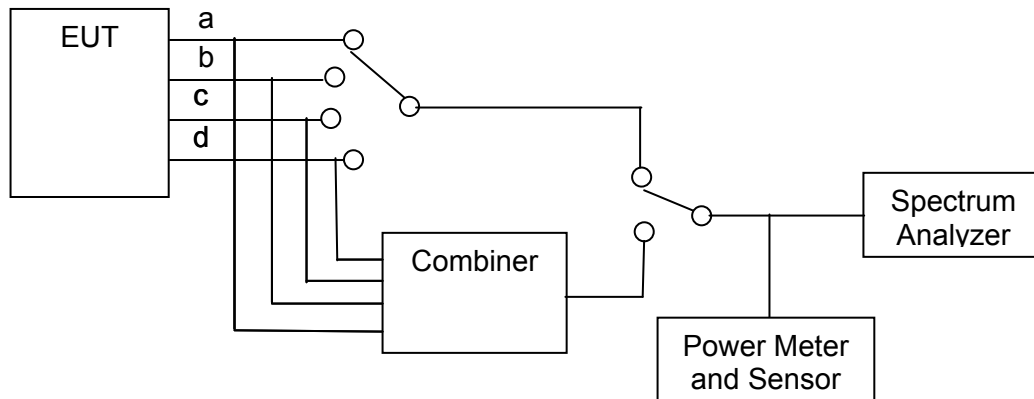 EUT
a
b
c
d
Combiner
Spectrum
Analyzer
Power Meter
and Sensor